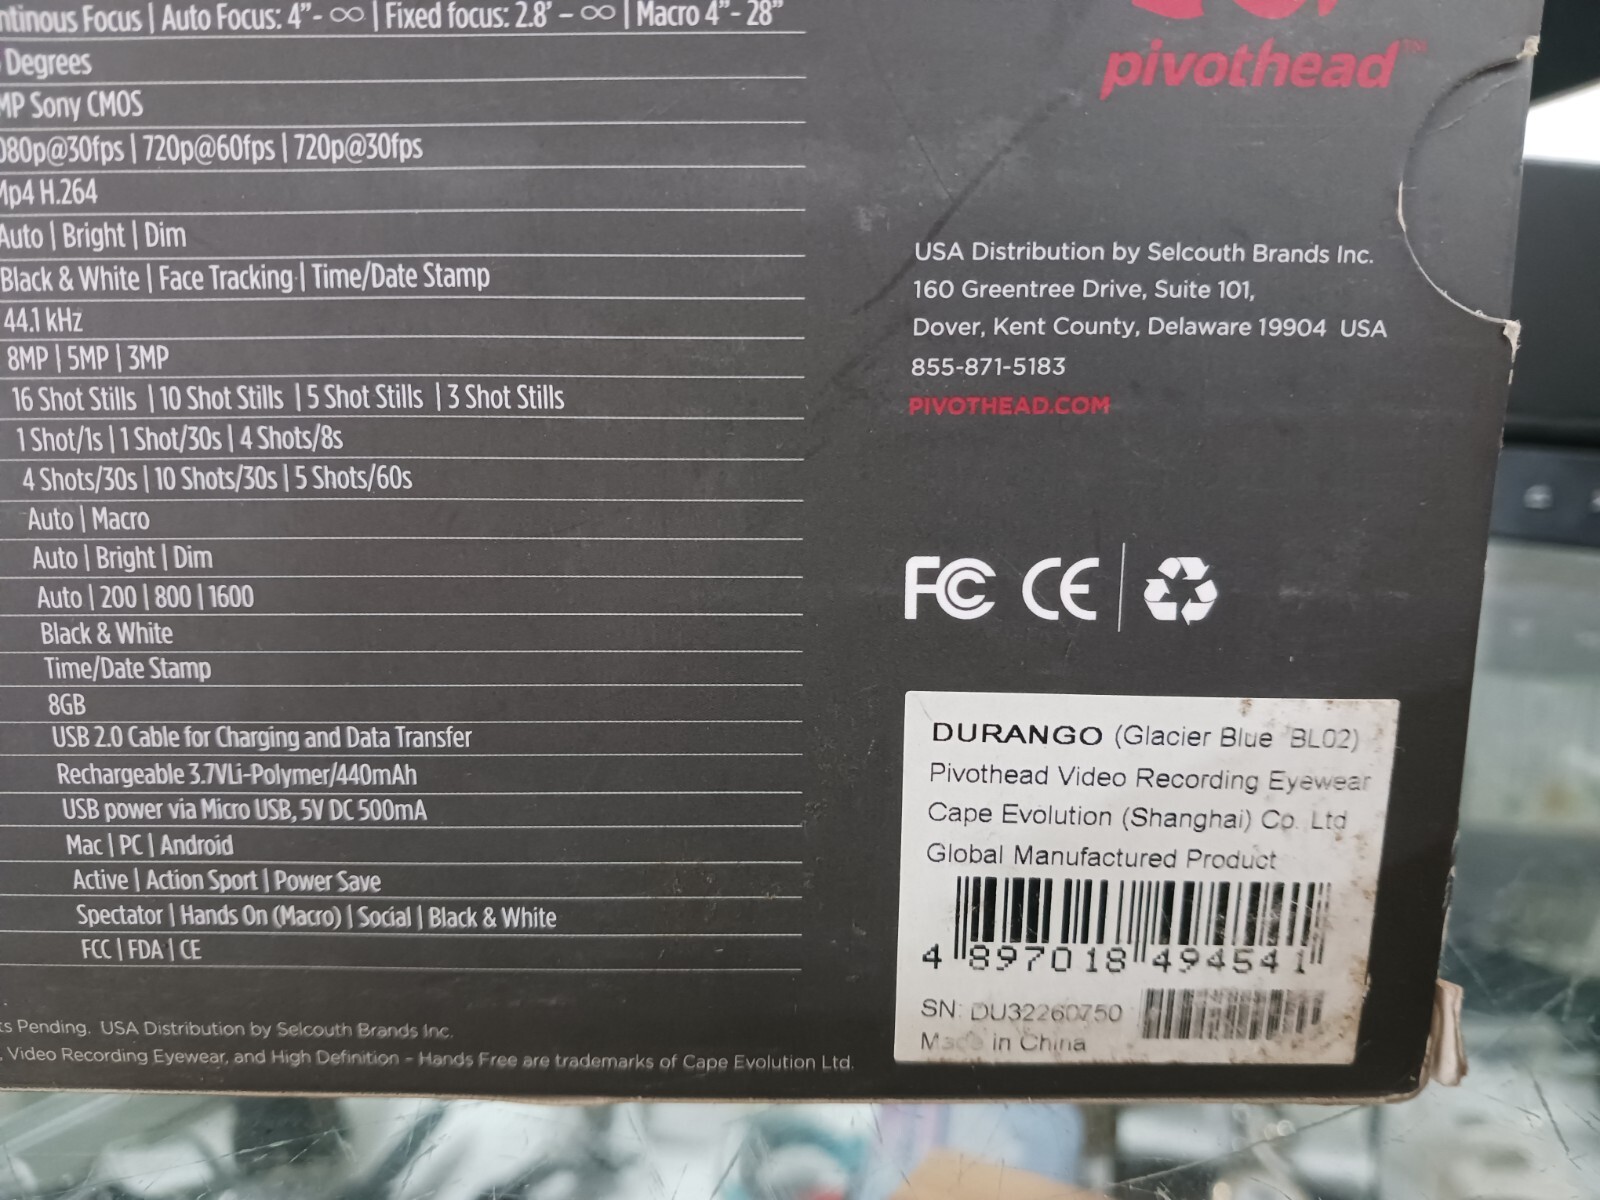 Focus | Auto Focus: 4”- ∞ | Fixed focus: 2.8’ – ∞ | Macro 4”- 28”
Degrees
Sony CMOS
| 720p@60fps | 720p@30fps
H.264
Auto | Bright | Dim
Black & White | Face Tracking | Time/Date Stamp
44.1 kHz
8MP | 5MP | 3MP
16 Shot Stills | 10 Shot Stills | 5 Shot Stills | 3 Shot Stills
1 Shot/1s | 1 Shot/30s | 4 Shots/8s
4 Shots/30s | 10 Shots/30s | 5 Shots/60s
Auto | Macro
Auto | Bright | Dim
Auto | 200 | 800 | 1600
Black & White
Time/Date Stamp
8GB
USB 2.0 Cable for Charging and Data Transfer
Rechargeable 3.7VLi-Polymer/440mAh
USB power via Micro USB, 5V DC 500mA
Mac | PC | Android
Active | Action Sport | Power Save
Spectator | Hands On (Macro) | Social | Black & White
FCC | FDA | CE
Pending. USA Distribution by Selcouth Brands Inc.
Video Recording Eyewear, and High Definition – Hands Free are trademarks of Cape Evolution Ltd.
pivothead™
USA Distribution by Selcouth Brands Inc.
160 Greentree Drive, Suite 101,
Dover, Kent County, Delaware 19904 USA
855-871-5183
PIVOTHEAD.COM
FC CE
DURANGO (Glacier Blue BL02)
Pivothead Video Recording Eyewear
Cape Evolution (Shanghai) Co. Ltd
Global Manufactured Product
4 897018 494541
SN: DU32260750
Made in China